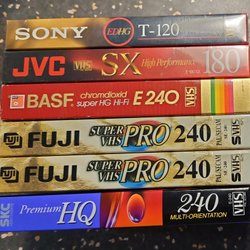 SONY EDHG T-120
JVC VHS SX High Performance 180
BASF chromdioxid super HG Hi-Fi E 240 VHS
FUJI SUPER VHS PRO 240 PAL-SECAM SVHS
FUJI SUPER VHS PRO 240 PAL-SECAM SVHS
SKC Premium HQ 240 MULTI-ORIENTATION VHS